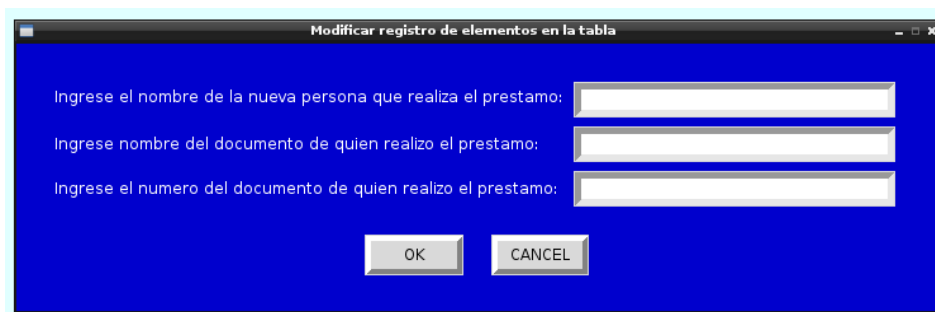 Modificar registro de elementos en la tabla
Ingrese el nombre de la nueva persona que realiza el prestamo:
Ingrese nombre del documento de quien realizo el prestamo:
Ingrese el numero del documento de quien realizo el prestamo:
OK CANCEL